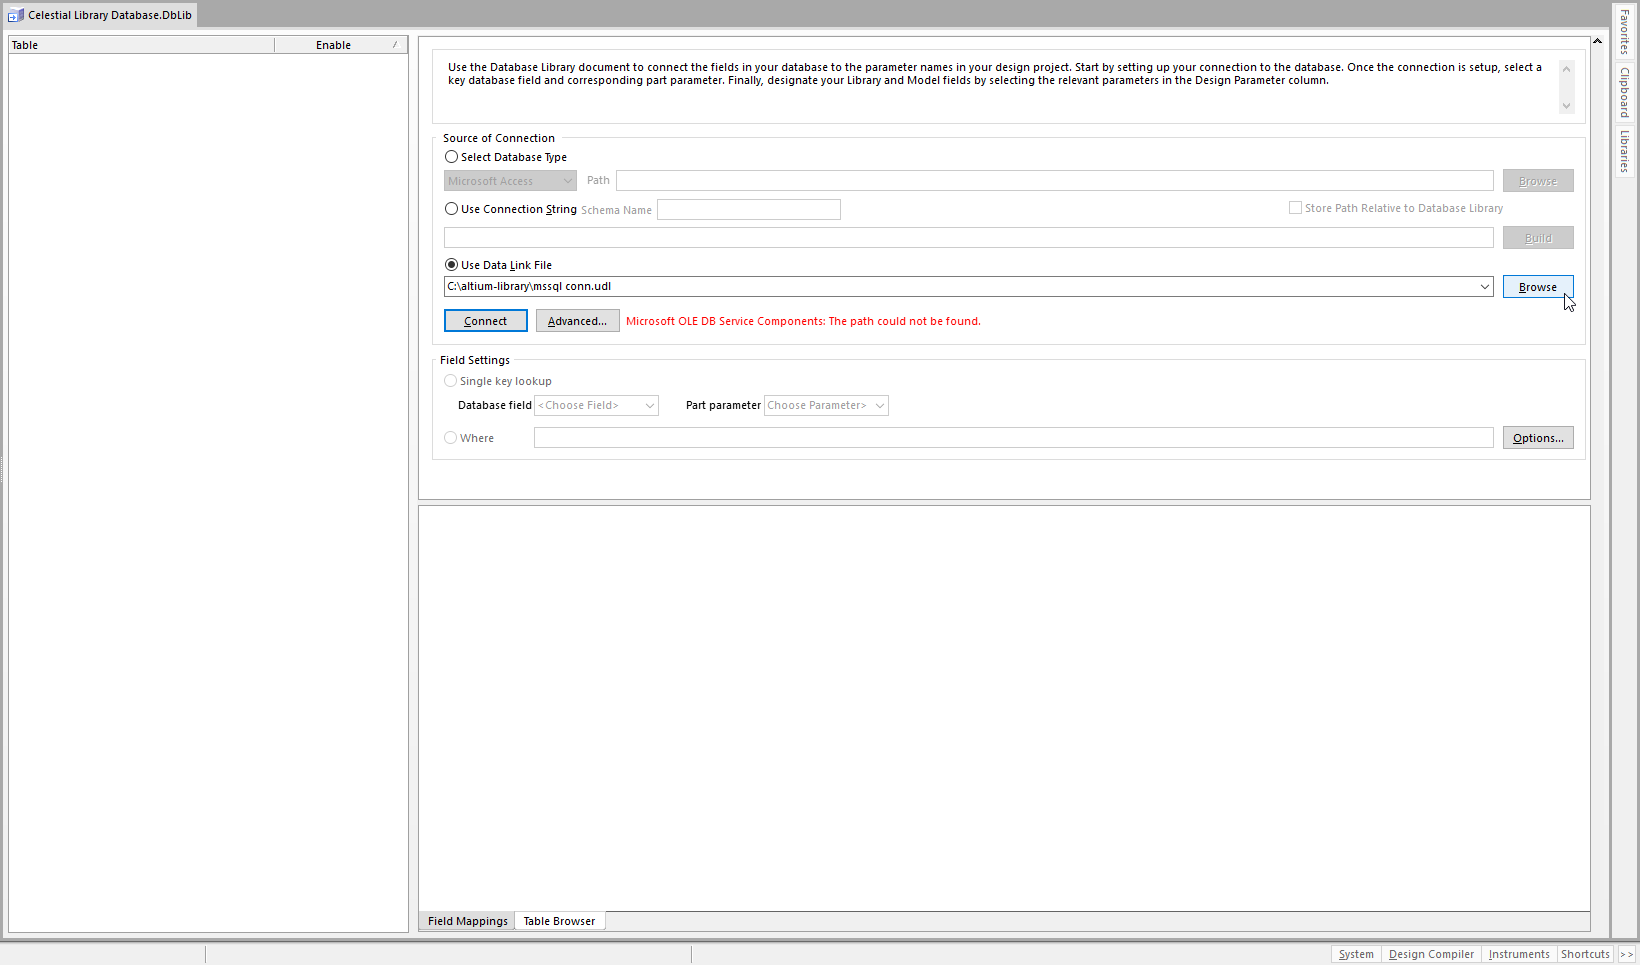 Celestial Library Database.DbLib
Table
Enable
Use the Database Library document to connect the fields in your database to the parameter names in your design project. Start by setting up your connection to the database. Once the connection is setup, select a
key database field and corresponding part parameter. Finally, designate your Library and Model fields by selecting the relevant parameters in the Design Parameter column.
Source of Connection
Select Database Type
Microsoft Access
Path
Browse
Use Connection String
Schema Name
Store Path Relative to Database Library
Build
Use Data Link File
C:\altium-library\mssql conn.udl
Browse
Connect
Advanced...
Microsoft OLE DB Service Components: The path could not be found.
Field Settings
Single key lookup
Database field
<Choose Field>
Part parameter
Choose Parameter>
Where
Options...
Field Mappings
Table Browser
Favorites
Clipboard
Libraries
System
Design Compiler
Instruments
Shortcuts
>>